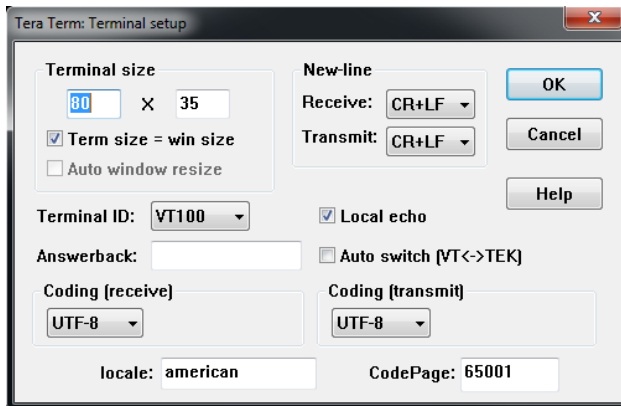 Tera Term: Terminal setup
Terminal size
80 X 35
Term size = win size
Auto window resize
New-line
Receive: CR+LF
Transmit: CR+LF
OK
Cancel
Help
Terminal ID: VT100
Local echo
Answerback:
Auto switch (VT<->TEK)
Coding (receive)
UTF-8
Coding (transmit)
UTF-8
locale: american
CodePage: 65001